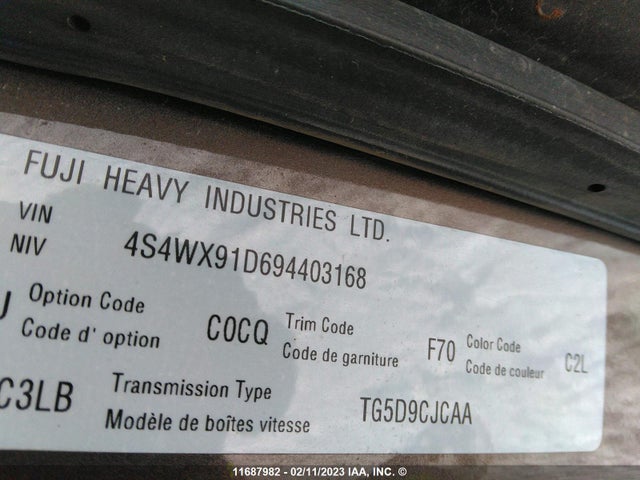 FUJI HEAVY INDUSTRIES LTD.
VIN
NIV
4S4WX91D694403168
Option Code
Code d' option
C0CQ
Trim Code
Code de garniture
F70
Color Code
Code de couleur
C2L
C3LB
Transmission Type
Modèle de boîtes vitesse
TG5D9CJCAA
11687982 - 02/11/2023 IAA, INC.©